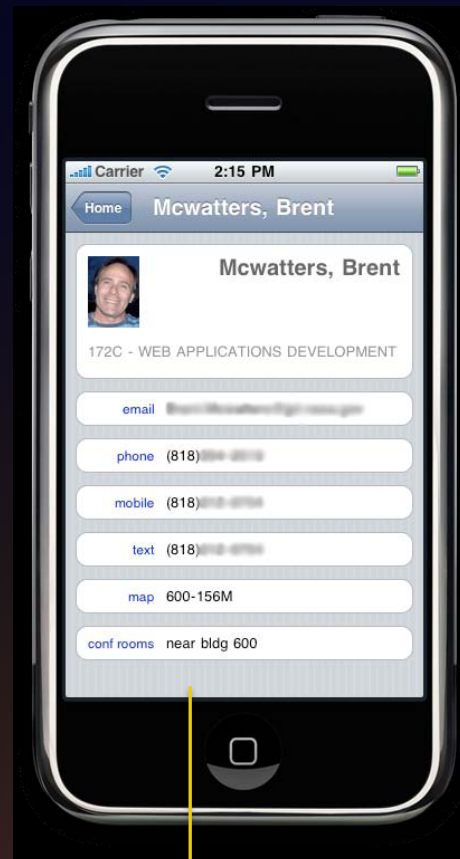 Carrier 2:15 PM
Home Mcwatters, Brent
Mcwatters, Brent
172C - WEB APPLICATIONS DEVELOPMENT
email
phone (818)
mobile (818)
text (818)
map 600-156M
conf rooms near bldg 600